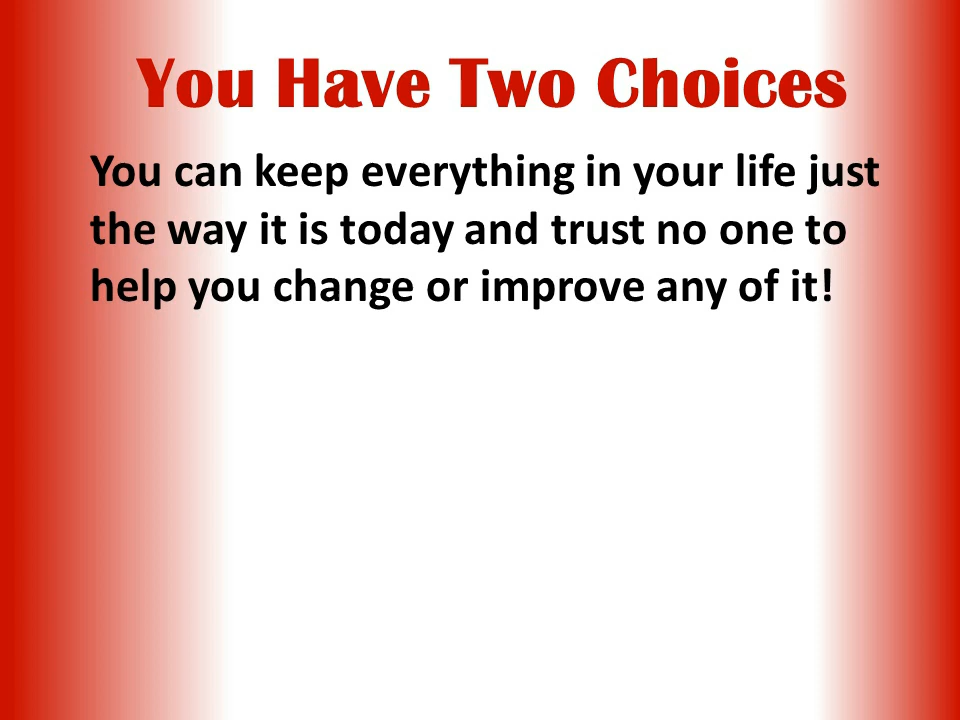 You Have Two Choices
You can keep everything in your life just
the way it is today and trust no one to
help you change or improve any of it!